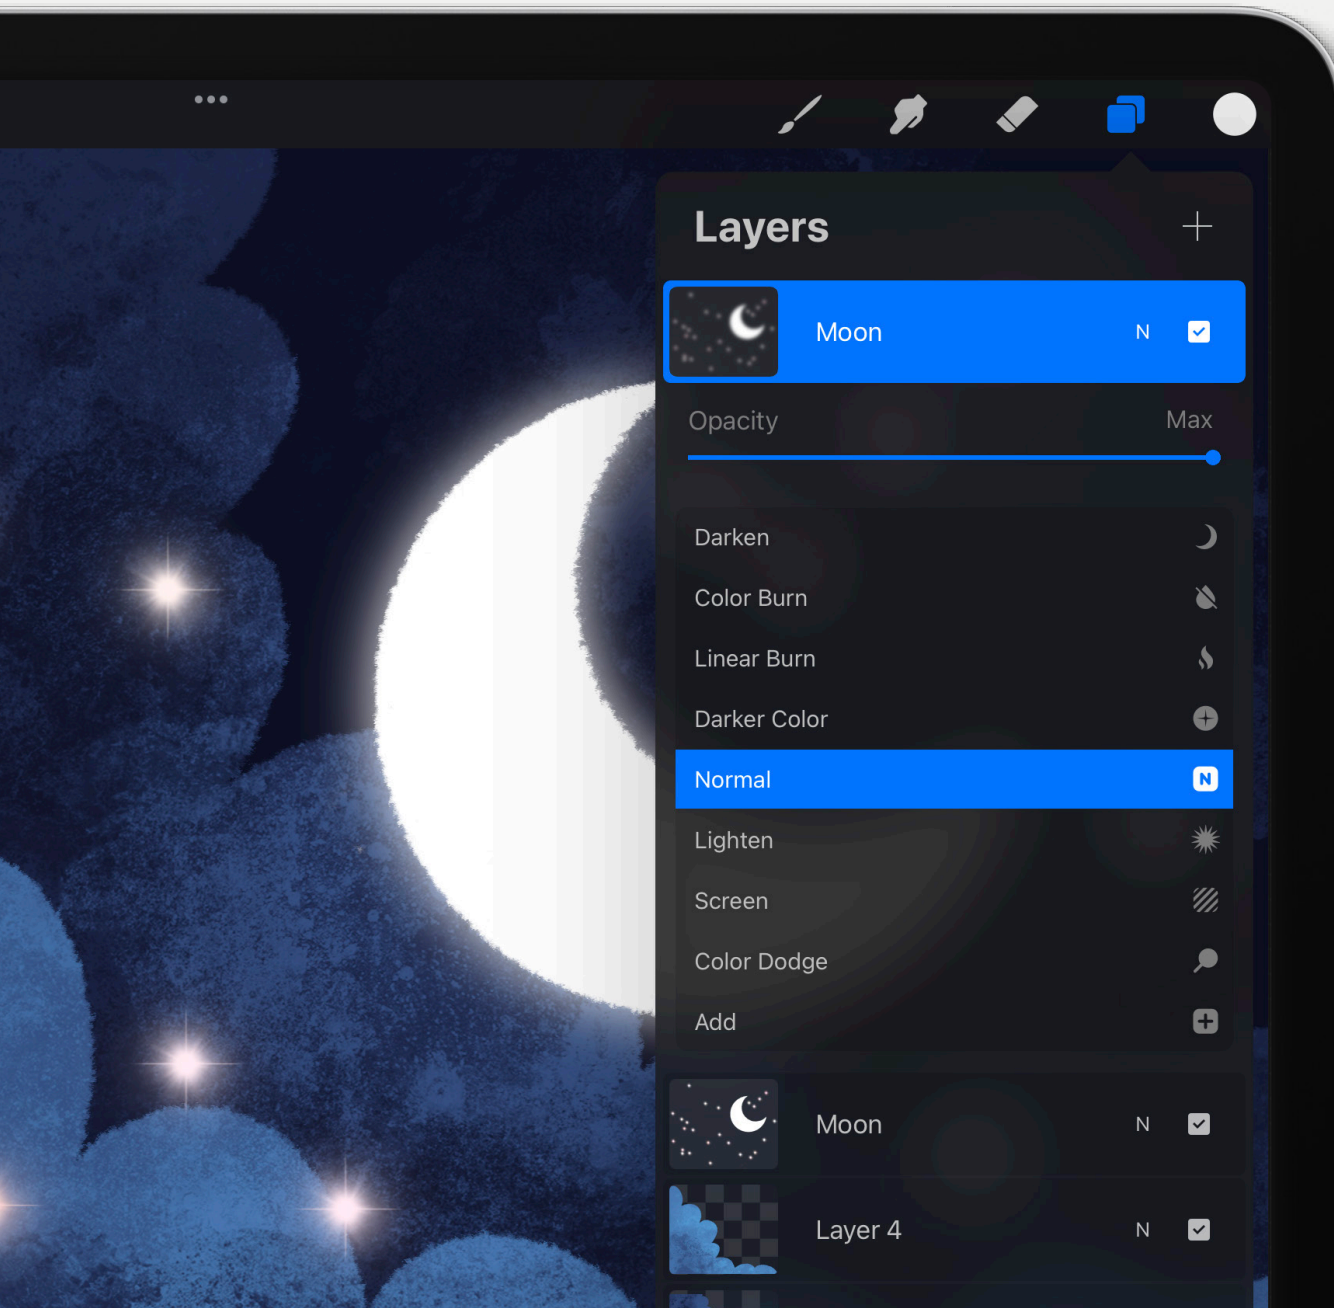 Layers
Moon N
Opacity Max
Darken
Color Burn
Linear Burn
Darker Color
Normal N
Lighten
Screen
Color Dodge
Add
Moon N
Layer 4 N